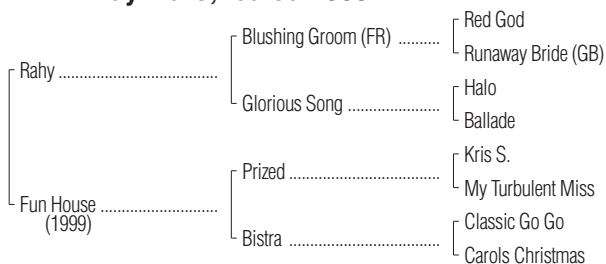 Red God
Blushing Groom (FR) ..........
Runaway Bride (GB)
Rahy ...................................
Halo
Glorious Song ....................
Ballade
Kris S.
Prized .................................
My Turbulent Miss
Fun House ..........................
(1999)
Classic Go Go
Bistra .................................
Carols Christmas